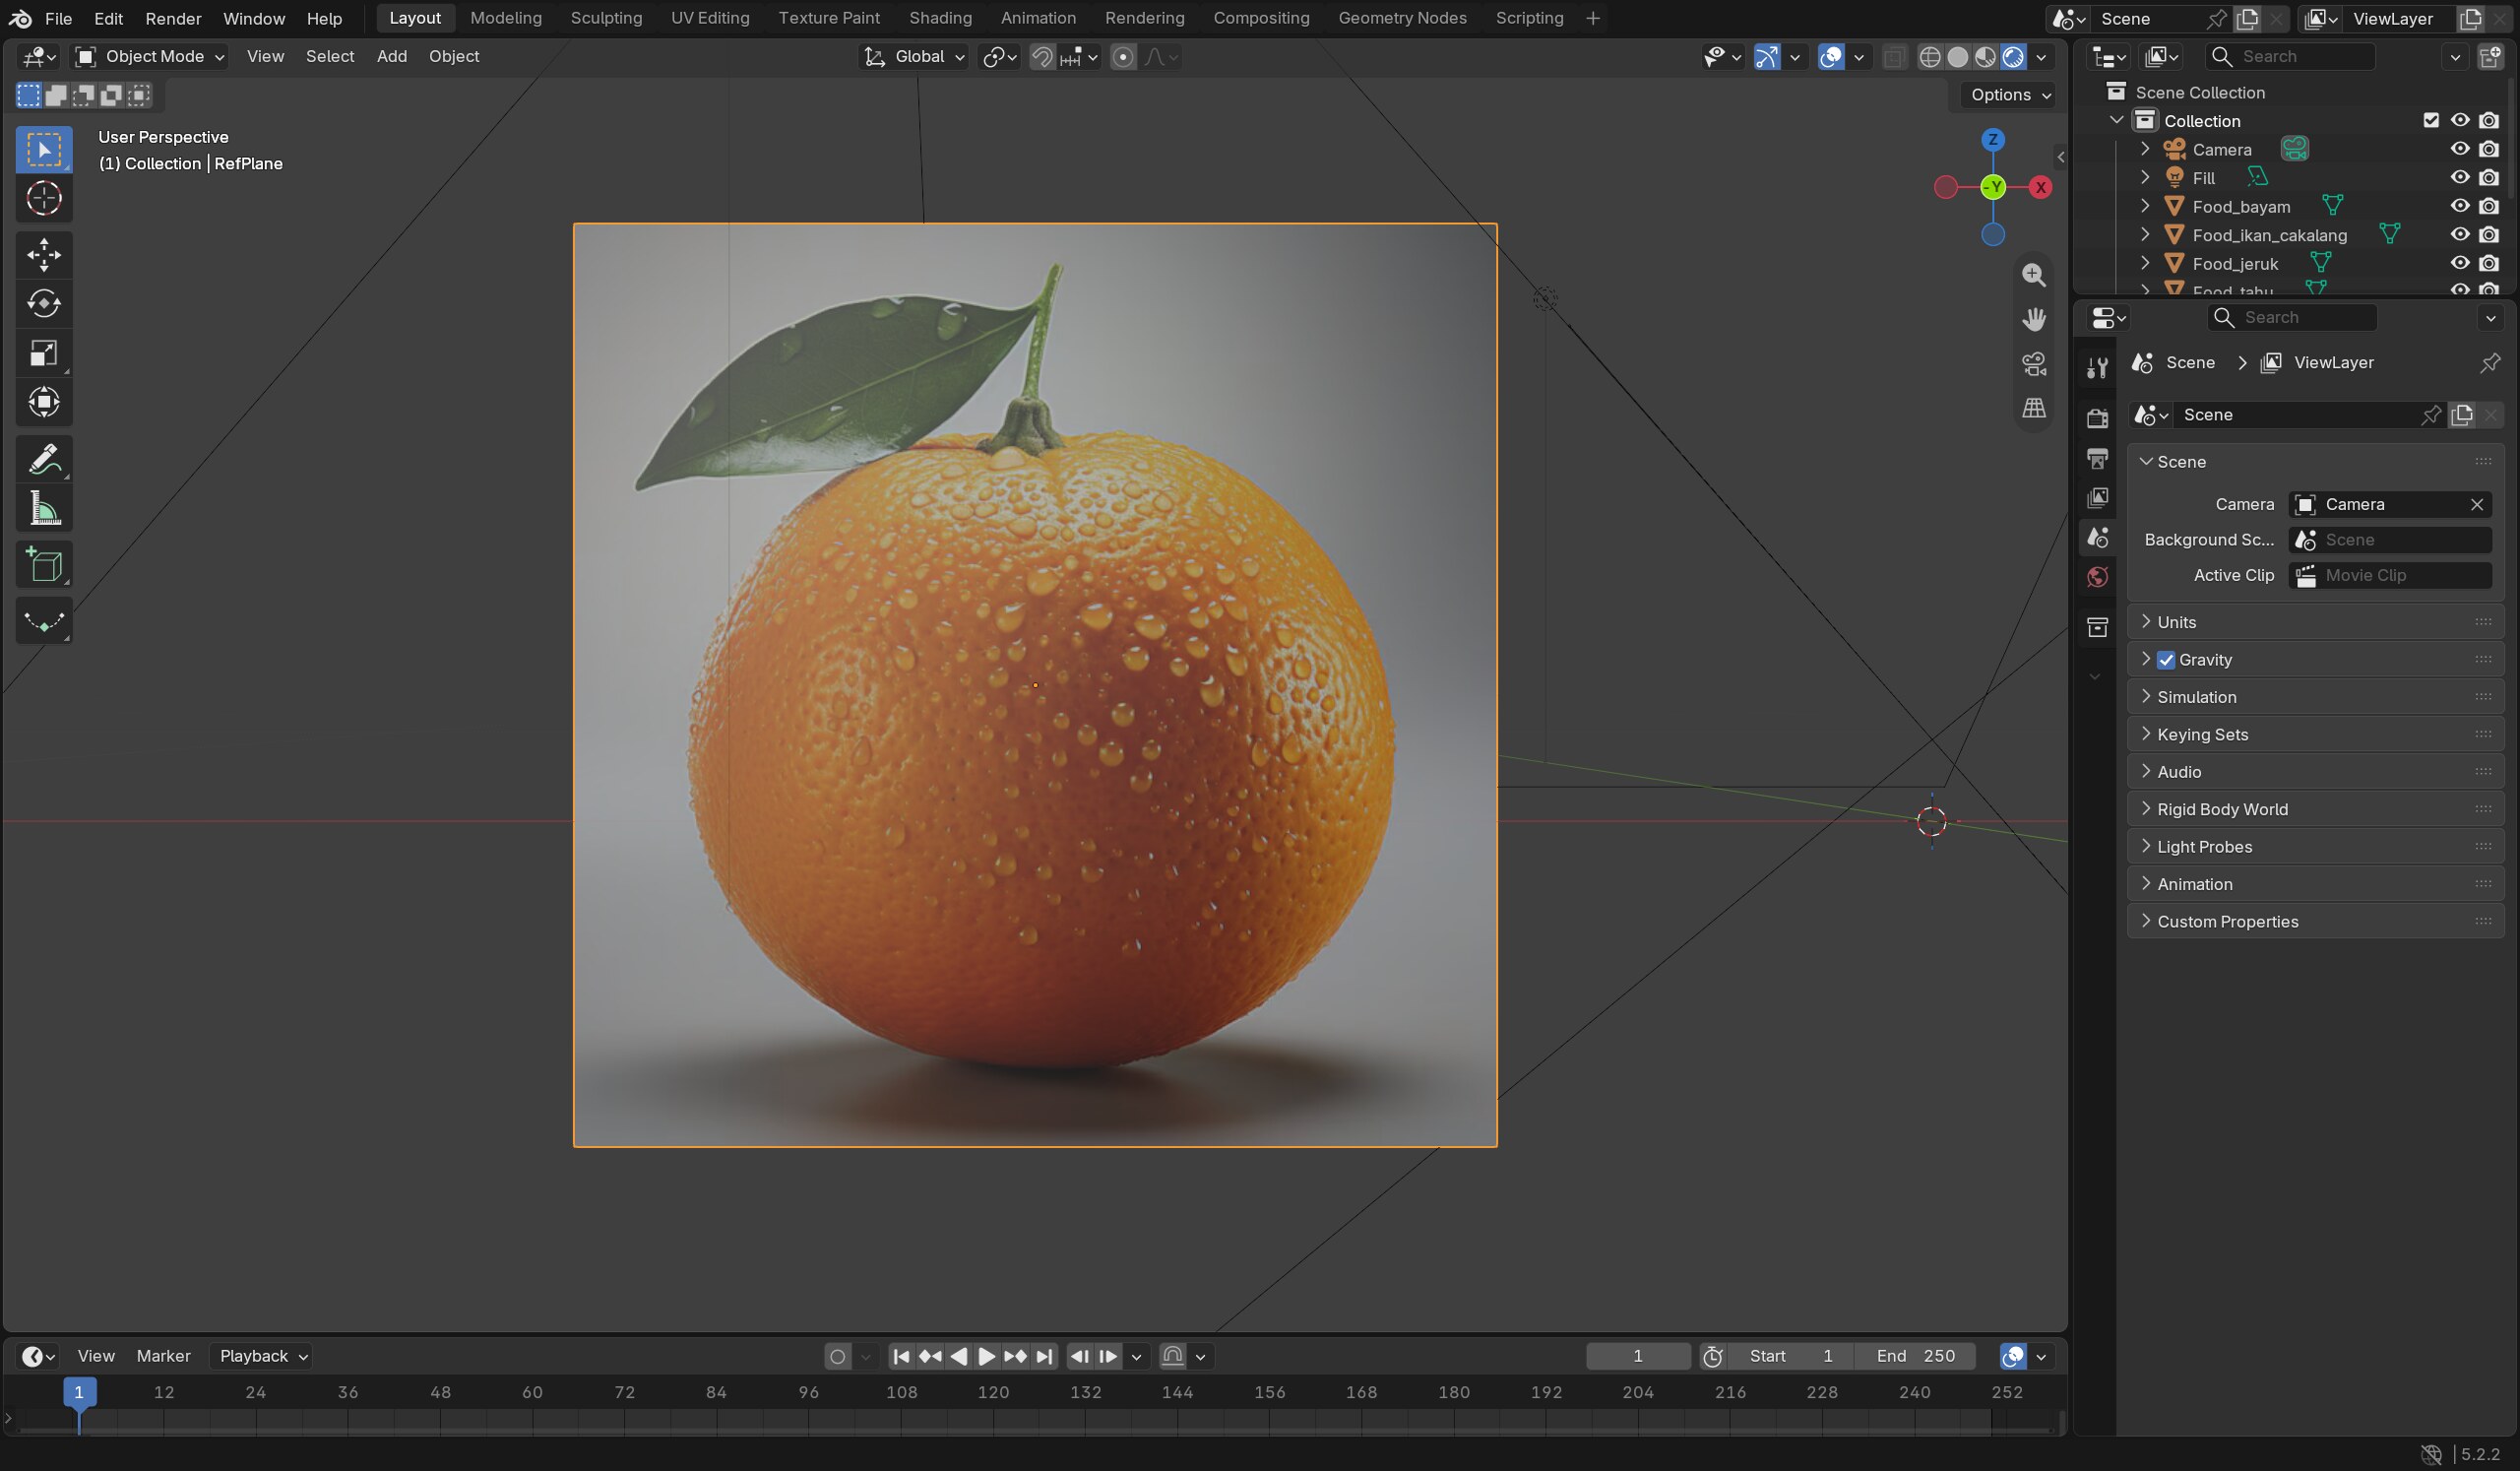 File Edit Render Window Help Layout Modeling Sculpting UV Editing Texture Paint Shading Animation Rendering Compositing Geometry Nodes Scripting Scene ViewLayer
Object Mode View Select Add Object Global Search
Options
User Perspective
(1) Collection | RefPlane
Z
-Y X
Scene Collection
Collection
Camera
Fill
Food_bayam
Food_ikan_cakalang
Food_jeruk
Food_tahu
Search
Scene ViewLayer
Scene
Scene
Camera Camera
Background Sc... Scene
Active Clip Movie Clip
Units
Gravity
Simulation
Keying Sets
Audio
Rigid Body World
Light Probes
Animation
Custom Properties
View Marker Playback 1 Start 1 End 250
1 12 24 36 48 60 72 84 96 108 120 132 144 156 168 180 192 204 216 228 240 252
5.2.2